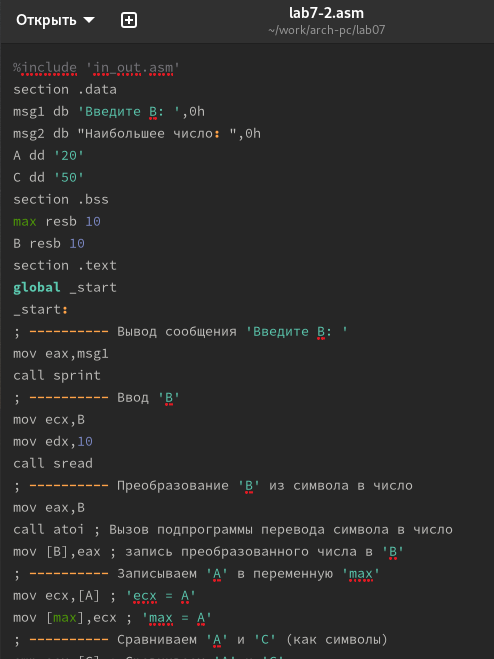 Открыть
lab7-2.asm
~/work/arch-pc/lab07
%include 'in_out.asm'
section .data
msg1 db 'Введите B: ',0h
msg2 db "Наибольшее число: ",0h
A dd '20'
C dd '50'
section .bss
max resb 10
B resb 10
section .text
global _start
_start:
; ---------- Вывод сообщения 'Введите B: '
mov eax,msg1
call sprint
; ---------- Ввод 'B'
mov ecx,B
mov edx,10
call sread
; ---------- Преобразование 'B' из символа в число
mov eax,B
call atoi ; Вызов подпрограммы перевода символа в число
mov [B],eax ; запись преобразованного числа в 'B'
; ---------- Записываем 'A' в переменную 'max'
mov ecx,[A] ; 'ecx = A'
mov [max],ecx ; 'max = A'
; ---------- Сравниваем 'A' и 'С' (как символы)